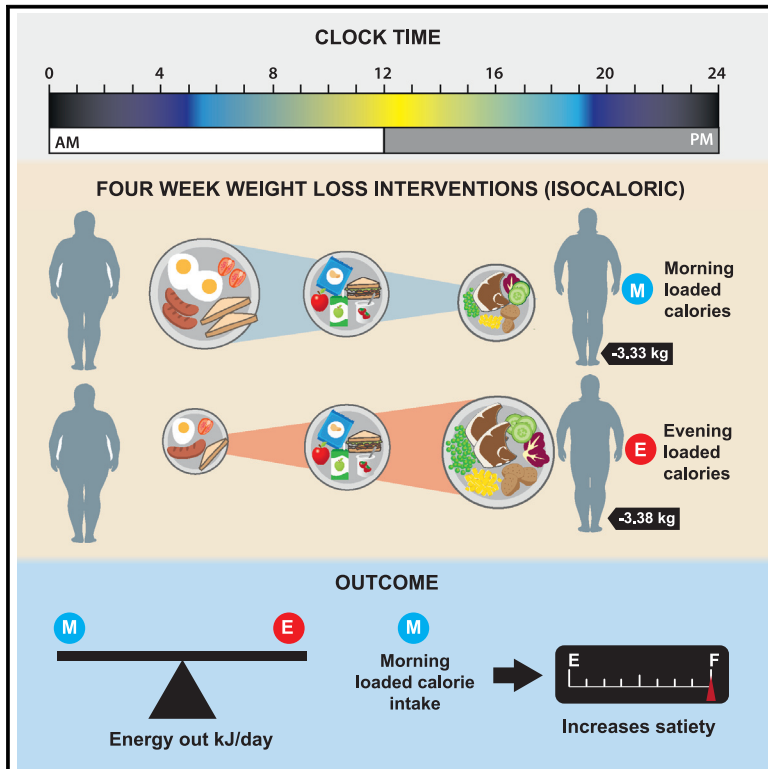 CLOCK TIME
0 4 8 12 16 20 24
AM PM
FOUR WEEK WEIGHT LOSS INTERVENTIONS (ISOCALORIC)
M Morning
loaded
calories
-3.33 kg
E Evening
loaded
calories
-3.38 kg
OUTCOME
M E
Energy out kJ/day
M
Morning
loaded calorie
intake
E F
Increases satiety